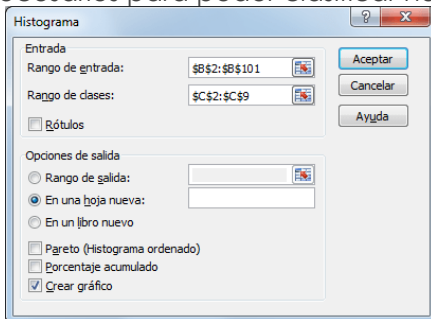 Histograma
Entrada
Rango de entrada: $B$2:$B$101
Rango de clases: $C$2:$C$9
Rótulos
Aceptar
Cancelar
Ayuda
Opciones de salida
Rango de salida:
En una hoja nueva:
En un libro nuevo
Pareto (Histograma ordenado)
Porcentaje acumulado
Crear gráfico